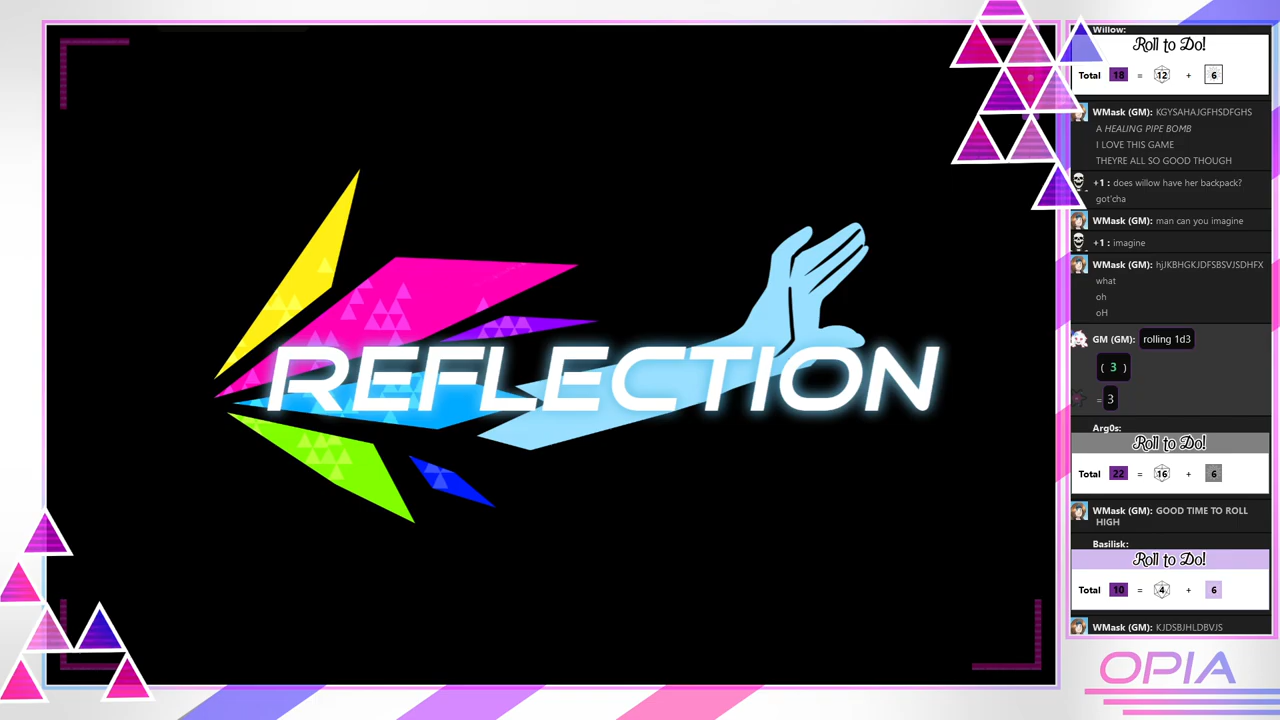 REFLECTION
Willow:
Roll to Do!
Total 18 = 12 + 6
WMask (GM): KGYSAHAJGFHSDFGHS
A HEALING PIPE BOMB
I LOVE THIS GAME
THEYRE ALL SO GOOD THOUGH
+1 : does willow have her backpack?
got'cha
WMask (GM): man can you imagine
+1 : imagine
WMask (GM): hjJKBHGKJDFSBSVJSDHFX
what
oh
oH
GM (GM): rolling 1d3
( 3 )
= 3
Arg0s:
Roll to Do!
Total 22 = 16 + 6
WMask (GM): GOOD TIME TO ROLL
HIGH
Basilisk:
Roll to Do!
Total 10 = 4 + 6
WMask (GM): KJDSBJHLDBVJS
OPIA